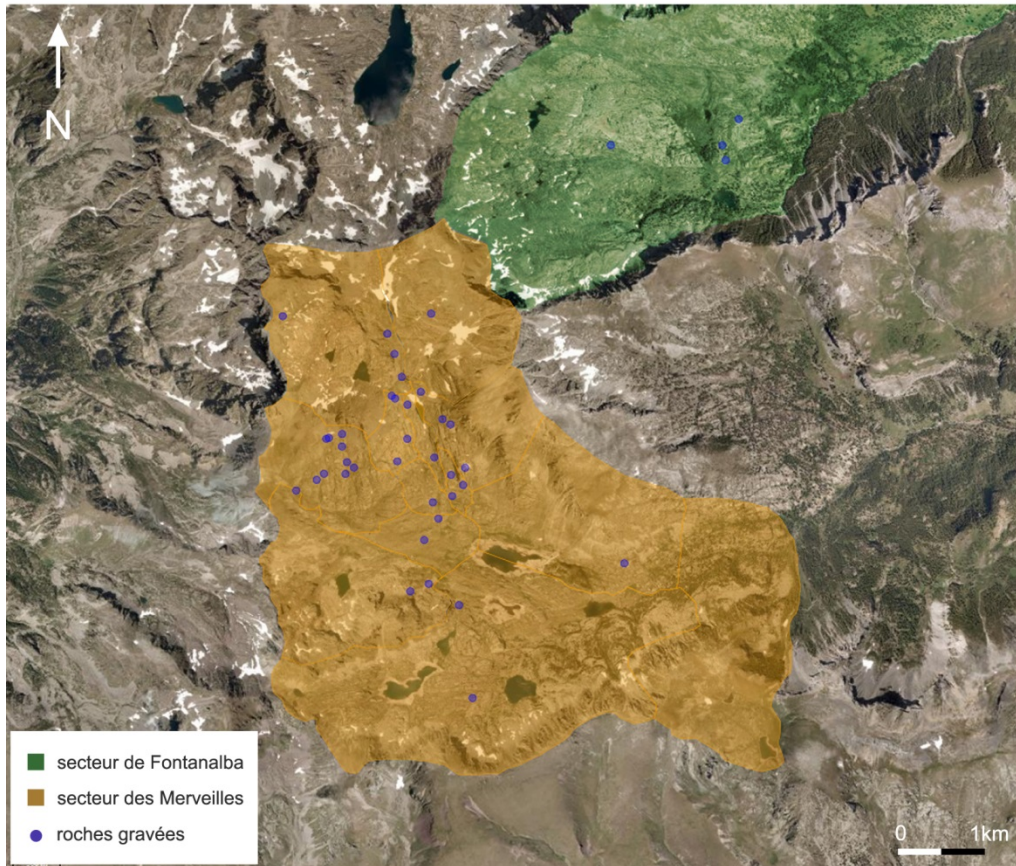 N
secteur de Fontanalba
secteur des Merveilles
roches gravées
0 1km